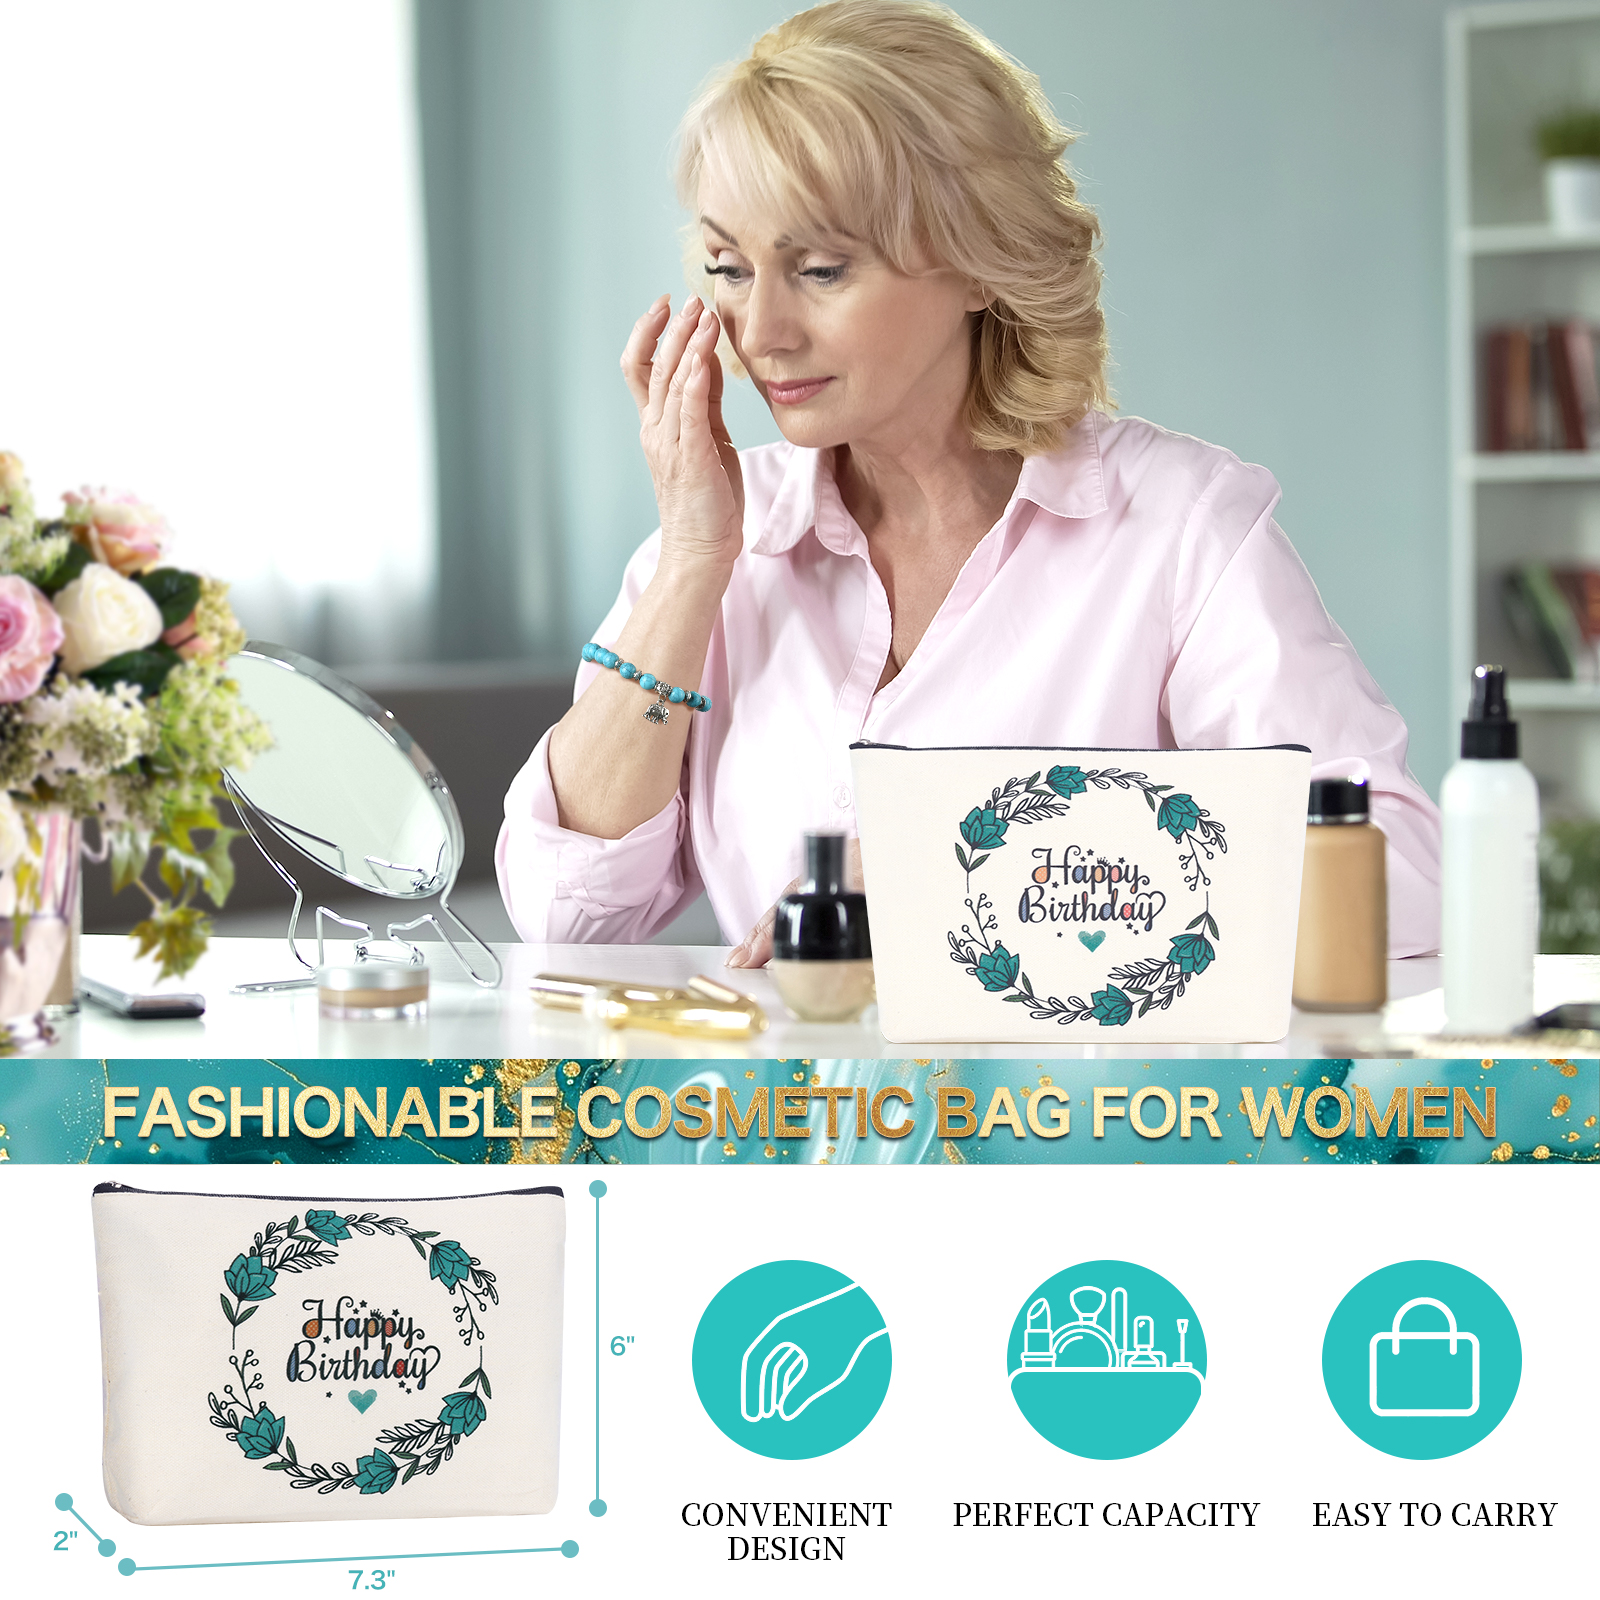 Happy
Birthday
FASHIONABLE COSMETIC BAG FOR WOMEN
Happy
Birthday
6"
2"
7.3"
CONVENIENT
DESIGN
PERFECT CAPACITY
EASY TO CARRY